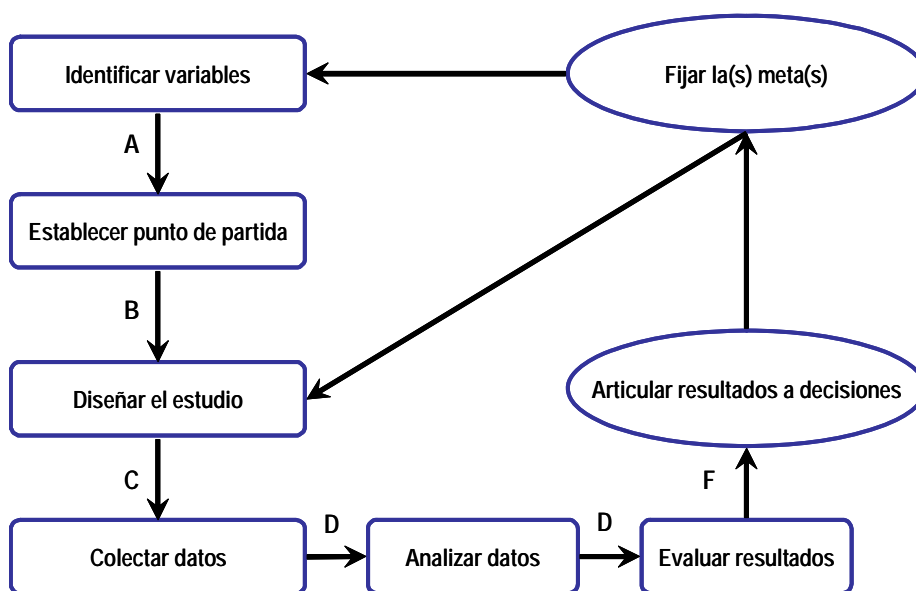 Identificar variables
Fijar la(s) meta(s)
A
Establecer punto de partida
B
Diseñar el estudio
Articular resultados a decisiones
C
F
D
D
Colectar datos
Analizar datos
Evaluar resultados